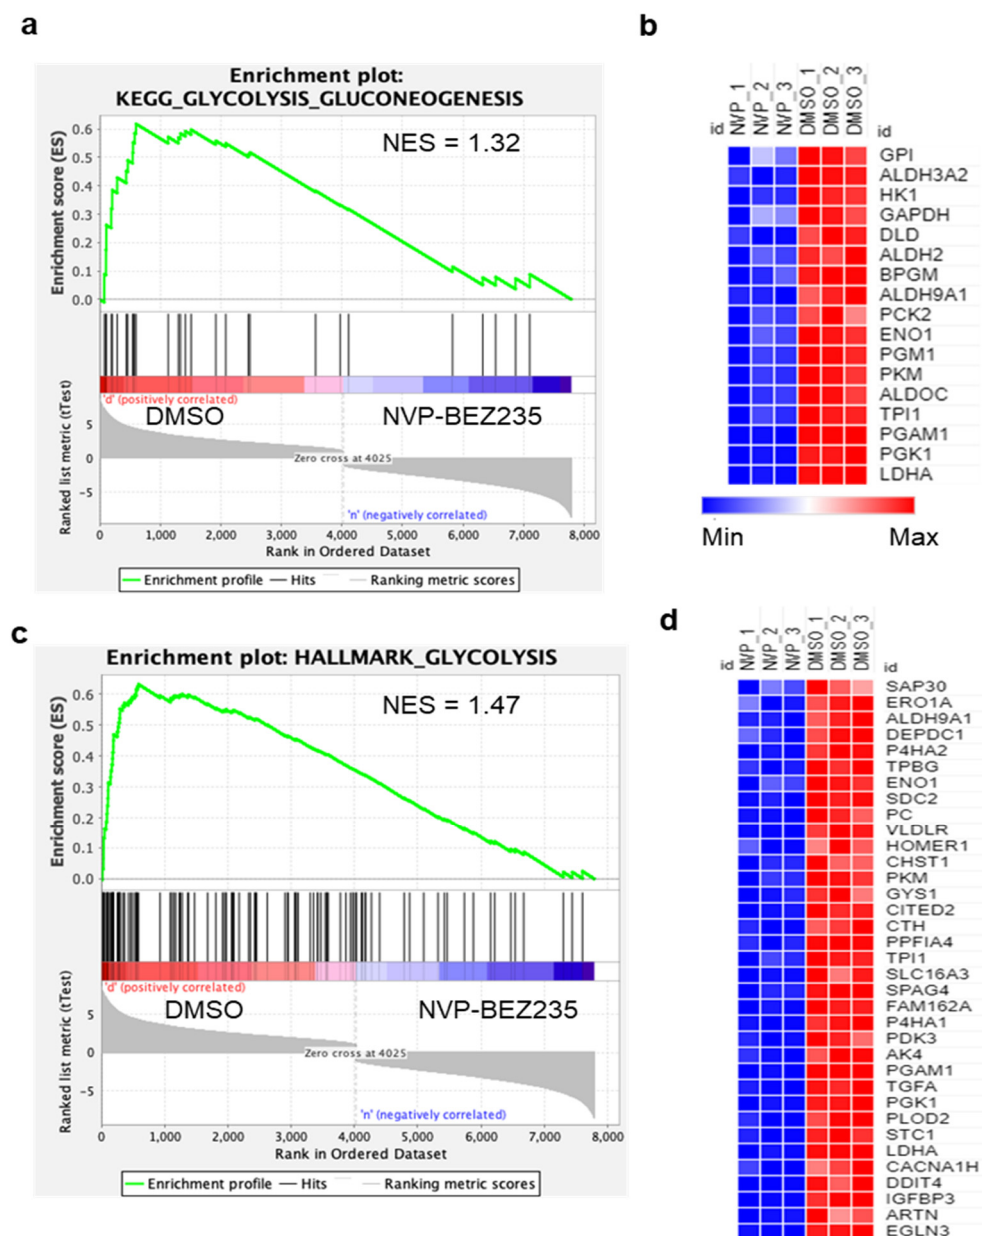 a
Enrichment plot:
KEGG_GLYCOLYSIS_GLUCONEOGENESIS
NES = 1.32
Enrichment score (ES)
0.6
0.5
0.4
0.3
0.2
0.1
0.0
'd' (positively correlated)
DMSO
NVP-BEZ235
Ranked list metric (tTest)
5
0
-5
Zero cross at 4025
'n' (negatively correlated)
0 1,000 2,000 3,000 4,000 5,000 6,000 7,000 8,000
Rank in Ordered Dataset
Enrichment profile Hits Ranking metric scores
b
id NVP_1 NVP_2 NVP_3 DMSO_1 DMSO_2 DMSO_3 id
GPI
ALDH3A2
HK1
GAPDH
DLD
ALDH2
BPGM
ALDH9A1
PCK2
ENO1
PGM1
PKM
ALDOC
TPI1
PGAM1
PGK1
LDHA
Min Max
c
Enrichment plot: HALLMARK_GLYCOLYSIS
NES = 1.47
Enrichment score (ES)
0.6
0.5
0.4
0.3
0.2
0.1
0.0
'd' (positively correlated)
DMSO
NVP-BEZ235
Ranked list metric (tTest)
5
0
-5
Zero cross at 4025
'n' (negatively correlated)
0 1,000 2,000 3,000 4,000 5,000 6,000 7,000 8,000
Rank in Ordered Dataset
Enrichment profile Hits Ranking metric scores
d
id NVP_1 NVP_2 NVP_3 DMSO_1 DMSO_2 DMSO_3 id
SAP30
ERO1A
ALDH9A1
DEPDC1
P4HA2
TPBG
ENO1
SDC2
PC
VLDLR
HOMER1
CHST1
PKM
GYS1
CITED2
CTH
PPFIA4
TPI1
SLC16A3
SPAG4
FAM162A
P4HA1
PDK3
AK4
PGAM1
TGFA
PGK1
PLOD2
STC1
LDHA
CACNA1H
DDIT4
IGFBP3
ARTN
EGLN3